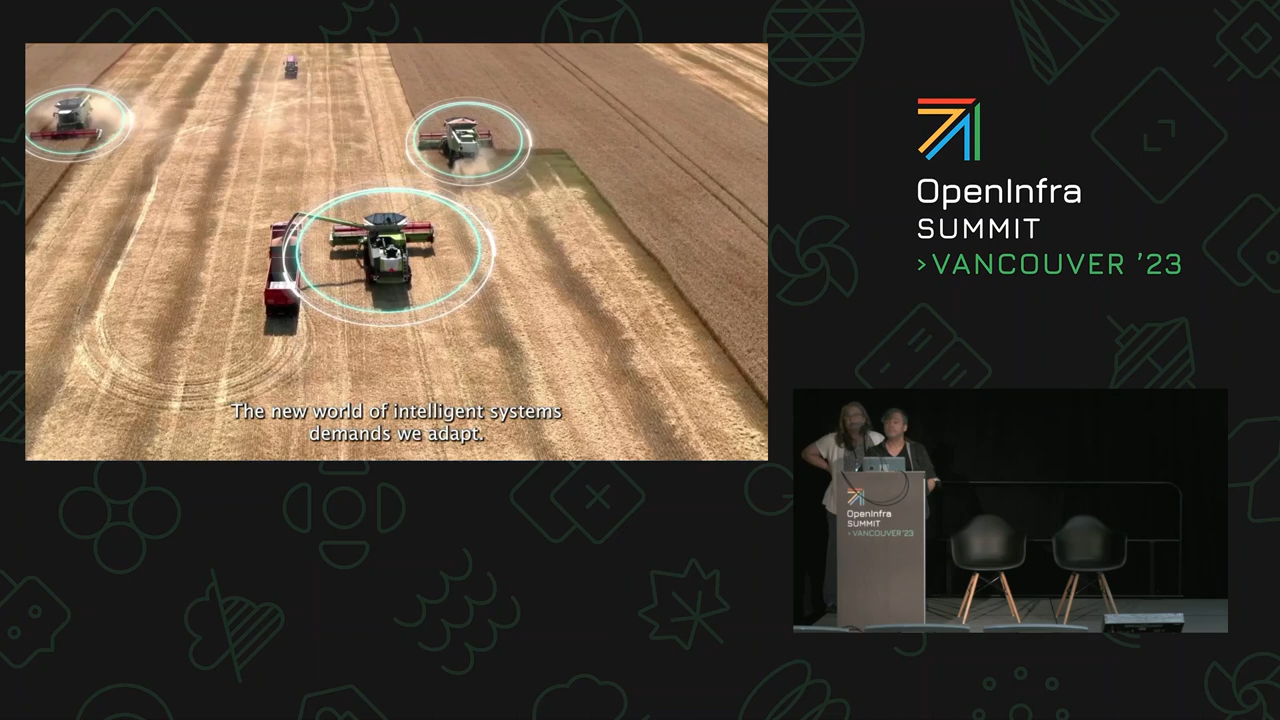 The new world of intelligent systems
demands we adapt.
OpenInfra
SUMMIT
>VANCOUVER '23
OpenInfra
SUMMIT
>VANCOUVER '23